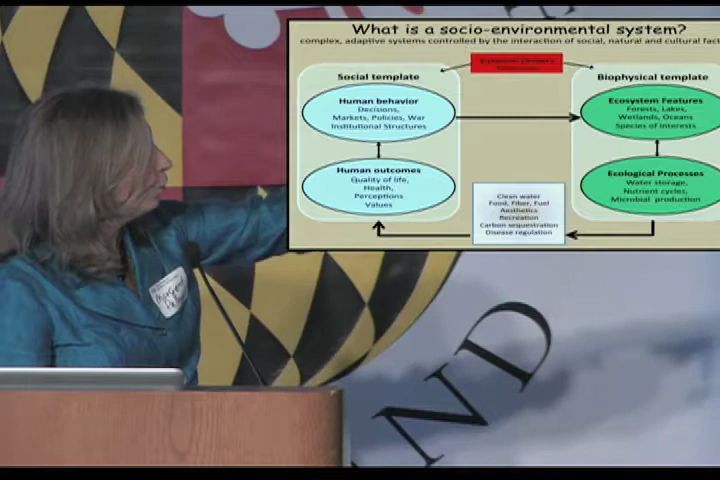 What is a socio-environmental system?
complex, adaptive systems controlled by the interaction of social, natural and cultural fact
Social template
Biophysical template
Human behavior
Decisions,
Markets, Policies, War
Institutional Structures
Ecosystem Features
Forests, Lakes,
Wetlands, Oceans
Species of interests
Human outcomes
Quality of life,
Health,
Perceptions
Values
Ecological Processes
Water storage,
Nutrient cycles,
Microbial production
Clean water
Food, Fiber, Fuel
Aesthetics
Recreation
Carbon sequestration
Disease regulation
ND